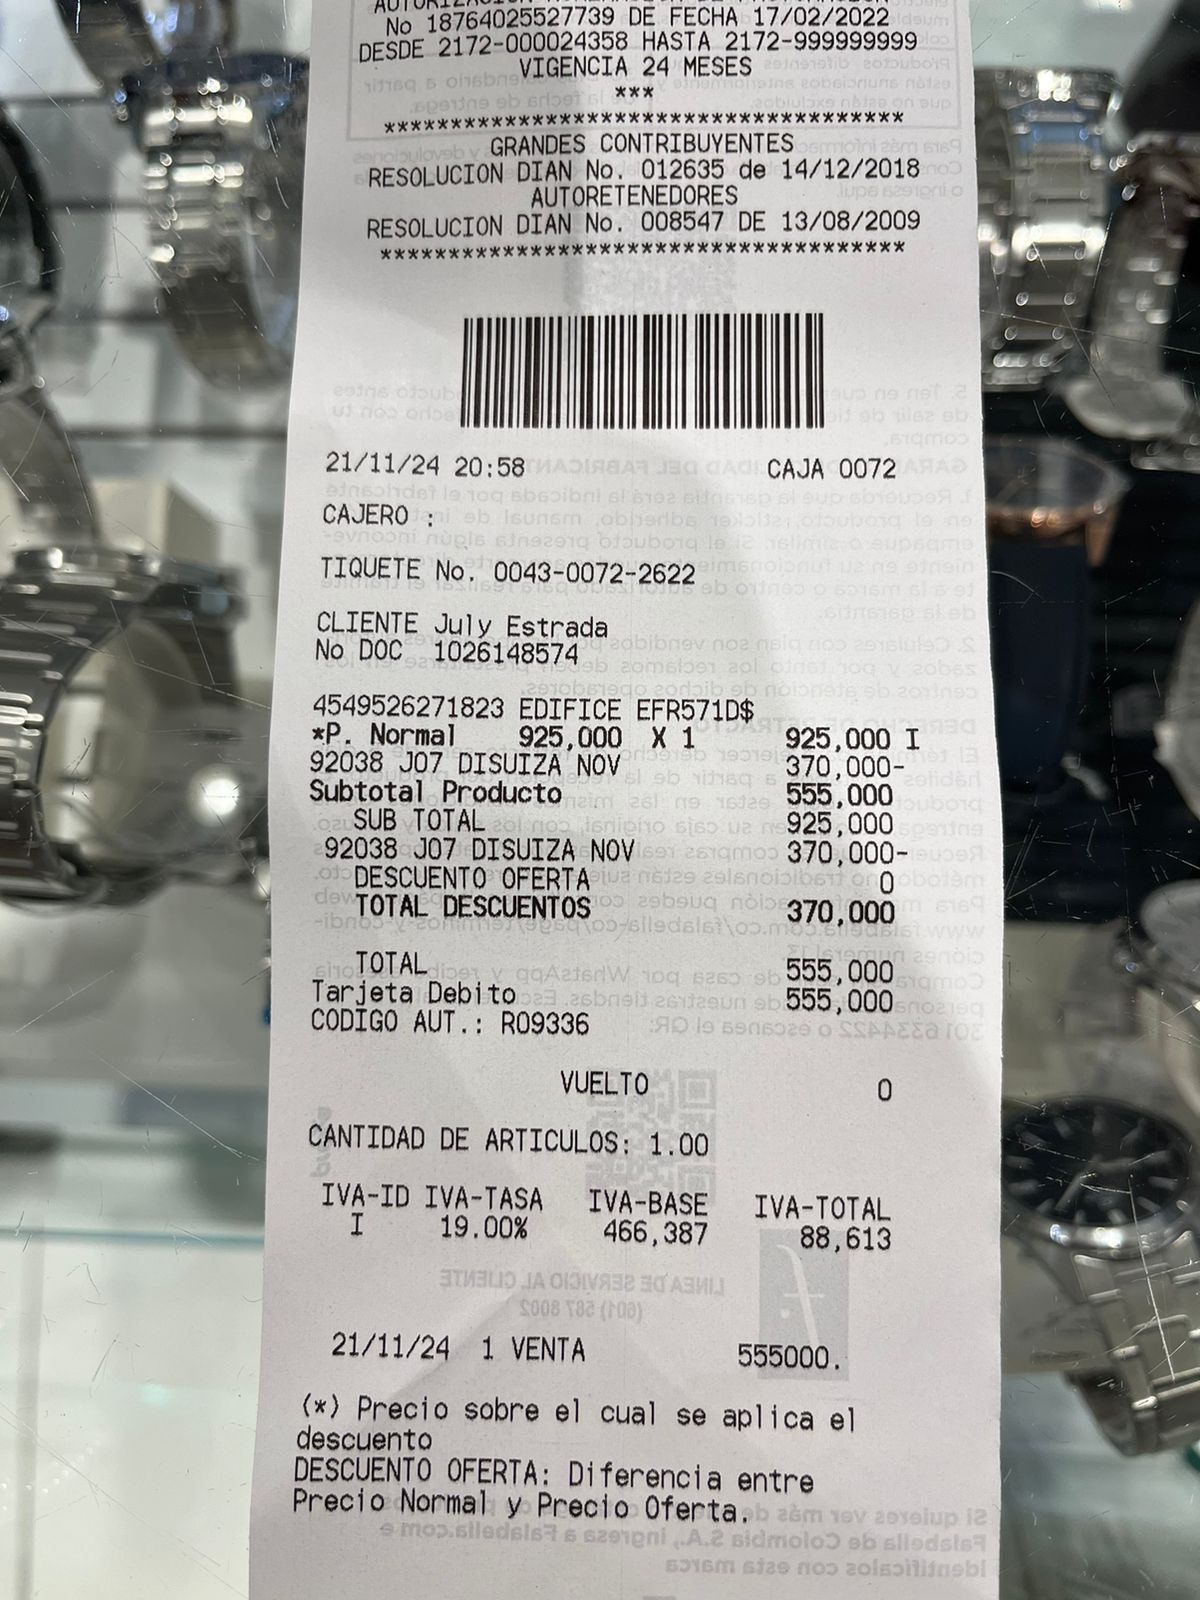 No 18764025527739 DE FECHA 17/02/2022
DESDE 2172-000024358 HASTA 2172-999999999
VIGENCIA 24 MESES
***
***************************************
GRANDES CONTRIBUYENTES
RESOLUCION DIAN No. 012635 de 14/12/2018
AUTORETENEDORES
RESOLUCION DIAN No. 008547 DE 13/08/2009
***************************************
21/11/24 20:58 CAJA 0072
CAJERO :
TIQUETE No. 0043-0072-2622
CLIENTE July Estrada
No DOC 1026148574
4549526271823 EDIFICE EFR571D$
*P. Normal 925,000 X 1 925,000 I
92038 J07 DISUIZA NOV 370,000-
Subtotal Producto 555,000
SUB TOTAL 925,000
92038 J07 DISUIZA NOV 370,000-
DESCUENTO OFERTA 0
TOTAL DESCUENTOS 370,000
TOTAL 555,000
Tarjeta Debito 555,000
CODIGO AUT.: R09336
VUELTO 0
CANTIDAD DE ARTICULOS: 1.00
IVA-ID IVA-TASA IVA-BASE IVA-TOTAL
I 19.00% 466,387 88,613
21/11/24 1 VENTA 555000.
(*) Precio sobre el cual se aplica el
descuento
DESCUENTO OFERTA: Diferencia entre
Precio Normal y Precio Oferta.